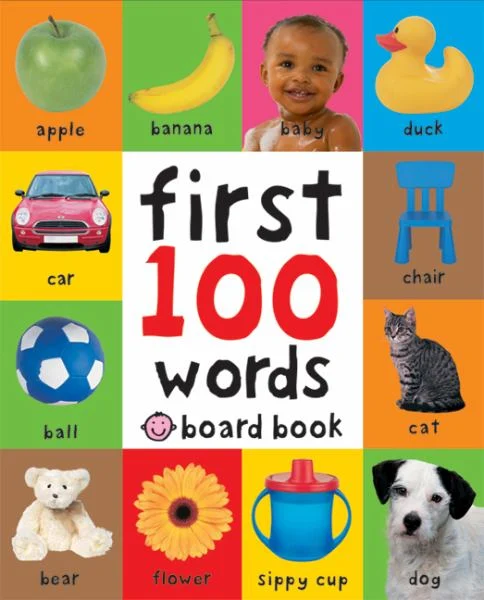 apple
banana
baby
duck
first
100
words
board book
car
chair
ball
cat
bear
flower
sippy cup
dog